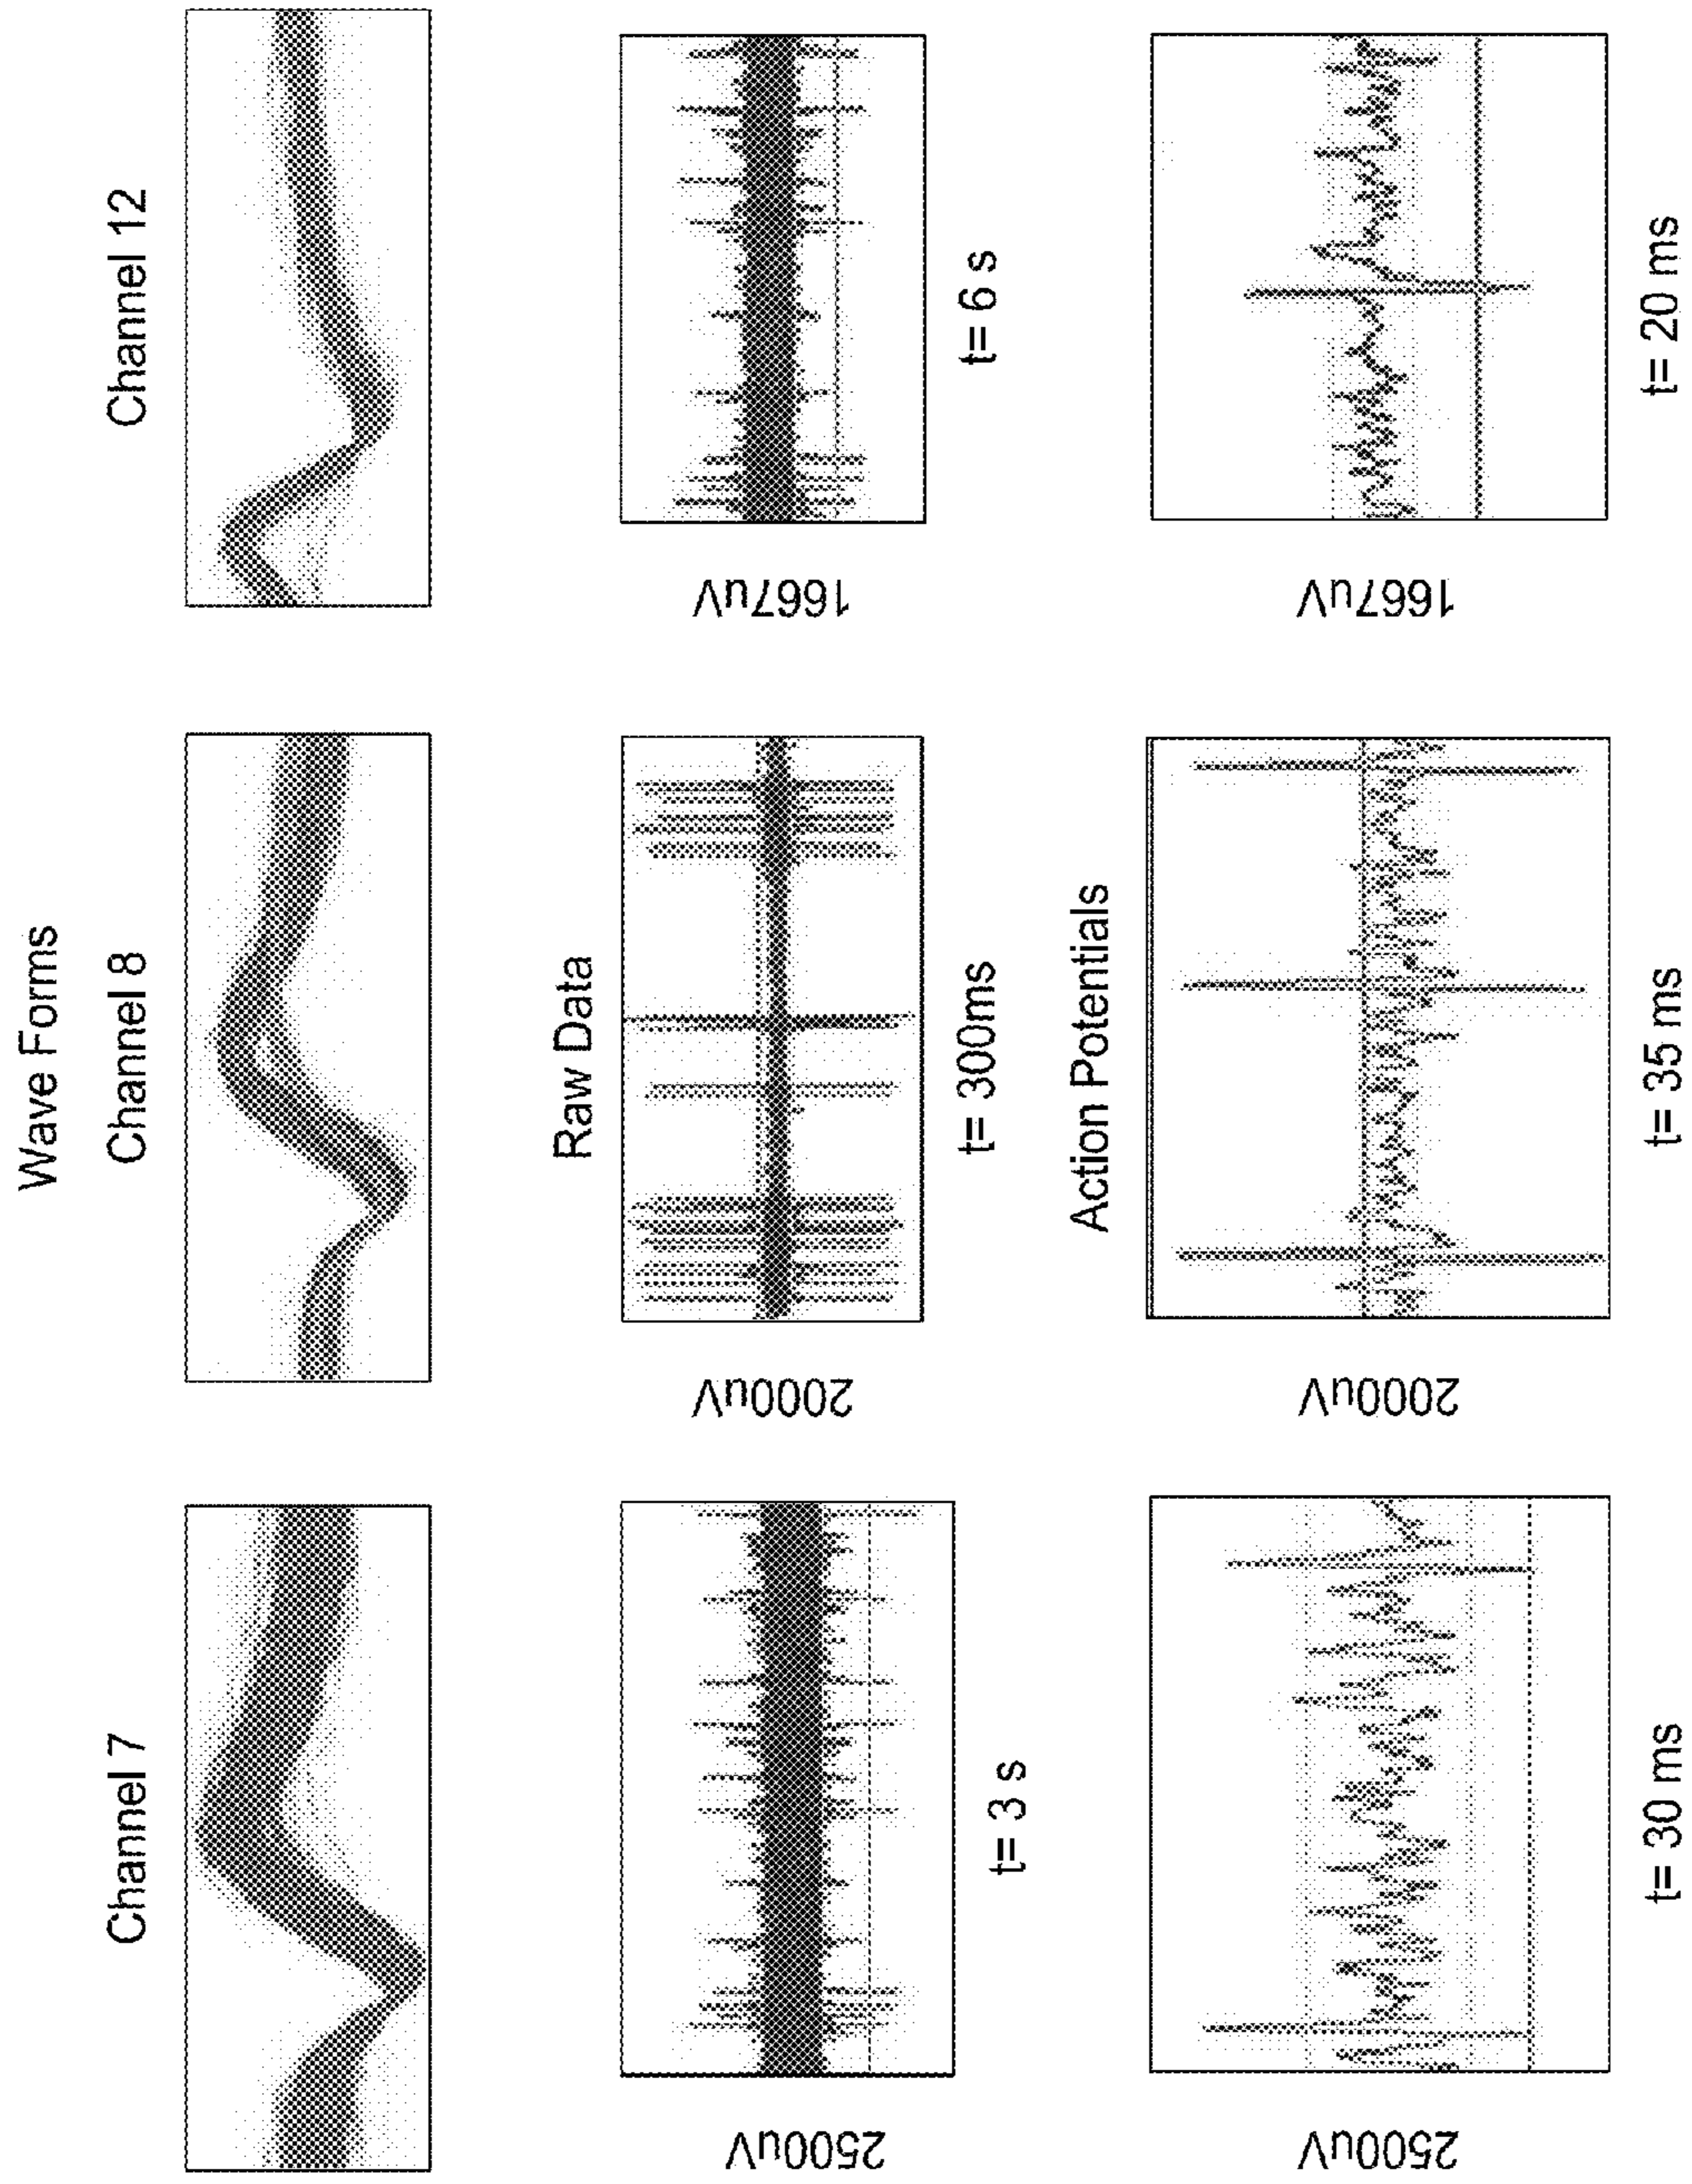 Wave Forms
Channel 7
Channel 8
Channel 12
Raw Data
2500uV
t= 3 s
2000uV
t= 300ms
1667uV
t= 6 s
Action Potentials
2500uV
t= 30 ms
2000uV
t= 35 ms
1667uV
t= 20 ms